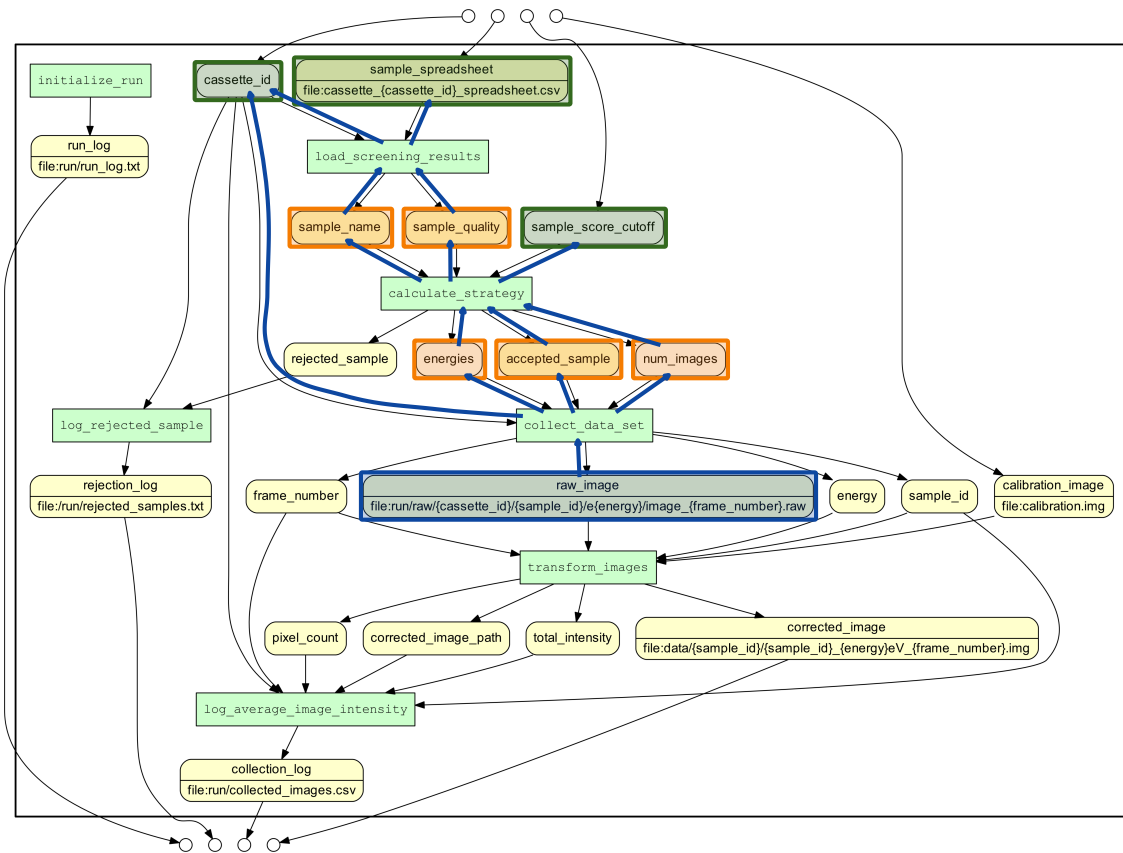 initialize_run
cassette_id
sample_spreadsheet
file:cassette_{cassette_id}_spreadsheet.csv
run_log
file:run/run_log.txt
load_screening_results
sample_name
sample_quality
sample_score_cutoff
calculate_strategy
rejected_sample
energies
accepted_sample
num_images
log_rejected_sample
collect_data_set
rejection_log
file:/run/rejected_samples.txt
frame_number
raw_image
file:run/raw/{cassette_id}/{sample_id}/e{energy}/image_{frame_number}.raw
energy
sample_id
calibration_image
file:calibration.img
transform_images
pixel_count
corrected_image_path
total_intensity
corrected_image
file:data/{sample_id}/{sample_id}_{energy}eV_{frame_number}.img
log_average_image_intensity
collection_log
file:run/collected_images.csv